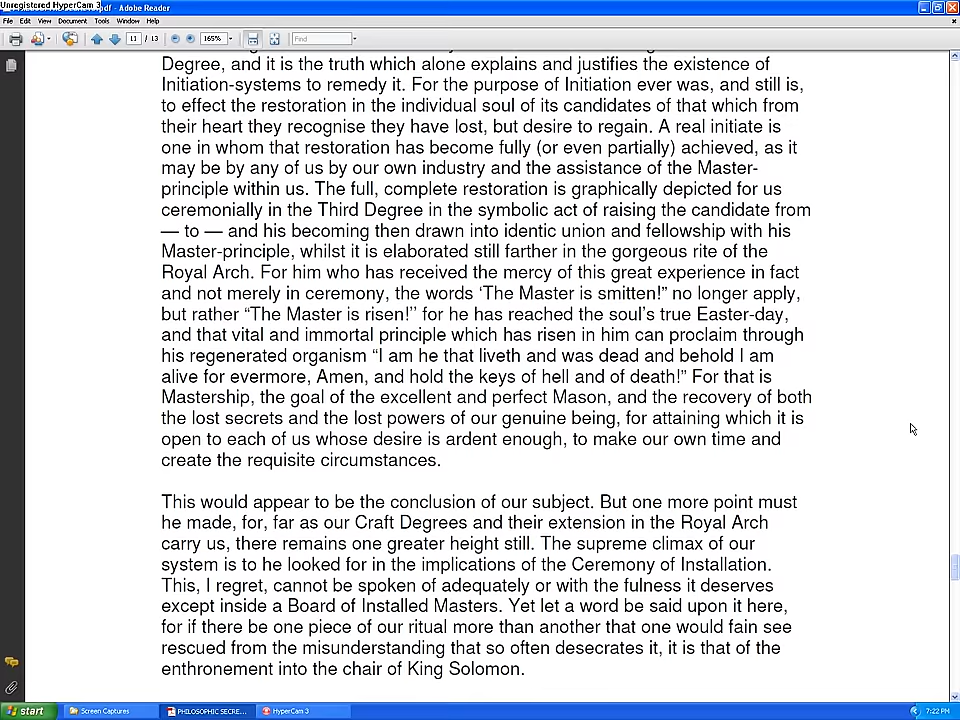 Unregistered HyperCam 3
.pdf - Adobe Reader
File Edit View Document Tools Window Help
11 / 13 165% Find
Degree, and it is the truth which alone explains and justifies the existence of
Initiation-systems to remedy it. For the purpose of Initiation ever was, and still is,
to effect the restoration in the individual soul of its candidates of that which from
their heart they recognise they have lost, but desire to regain. A real initiate is
one in whom that restoration has become fully (or even partially) achieved, as it
may be by any of us by our own industry and the assistance of the Master-
principle within us. The full, complete restoration is graphically depicted for us
ceremonially in the Third Degree in the symbolic act of raising the candidate from
— to — and his becoming then drawn into identic union and fellowship with his
Master-principle, whilst it is elaborated still farther in the gorgeous rite of the
Royal Arch. For him who has received the mercy of this great experience in fact
and not merely in ceremony, the words ‘The Master is smitten!” no longer apply,
but rather “The Master is risen!’’ for he has reached the soul’s true Easter-day,
and that vital and immortal principle which has risen in him can proclaim through
his regenerated organism “I am he that liveth and was dead and behold I am
alive for evermore, Amen, and hold the keys of hell and of death!” For that is
Mastership, the goal of the excellent and perfect Mason, and the recovery of both
the lost secrets and the lost powers of our genuine being, for attaining which it is
open to each of us whose desire is ardent enough, to make our own time and
create the requisite circumstances.
This would appear to be the conclusion of our subject. But one more point must
he made, for, far as our Craft Degrees and their extension in the Royal Arch
carry us, there remains one greater height still. The supreme climax of our
system is to he looked for in the implications of the Ceremony of Installation.
This, I regret, cannot be spoken of adequately or with the fulness it deserves
except inside a Board of Installed Masters. Yet let a word be said upon it here,
for if there be one piece of our ritual more than another that one would fain see
rescued from the misunderstanding that so often desecrates it, it is that of the
enthronement into the chair of King Solomon.
start Screen Captures PHILOSOPHIC SECRE... HyperCam 3 7:22 PM